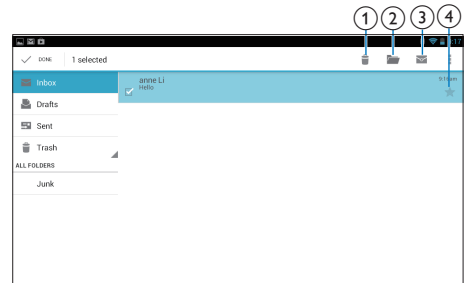 1 2 3 4
:17
DONE 1 selected
Inbox
anne Li
9:16am
Hello
Drafts
Sent
Trash
ALL FOLDERS
Junk